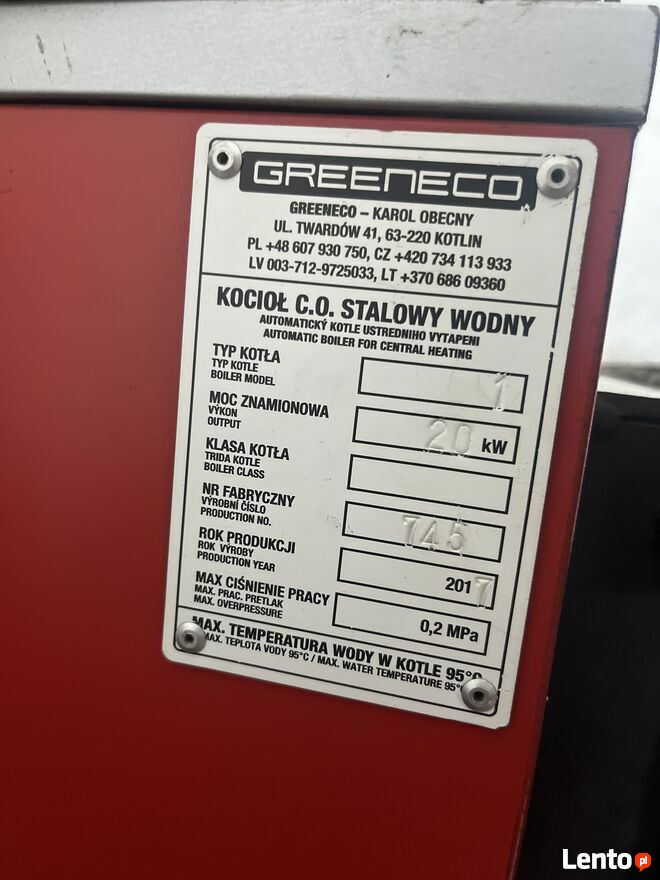 GREENECO
GREENECO – KAROL OBECNY
UL. TWARDÓW 41, 63-220 KOTLIN
PL +48 607 930 750, CZ +420 734 113 933
LV 003-712-9725033, LT +370 686 09360
KOCIOŁ C.O. STALOWY WODNY
AUTOMATICKÝ KOTLE USTREDNIHO VYTAPENI
AUTOMATIC BOILER FOR CENTRAL HEATING
TYP KOTŁA
TYP KOTLE
BOILER MODEL
1
MOC ZNAMIONOWA
VÝKON
OUTPUT
20 kW
KLASA KOTŁA
TRIDA KOTLE
BOILER CLASS
NR FABRYCZNY
VÝROBNÍ ČÍSLO
PRODUCTION NO.
745
ROK PRODUKCJI
ROK VÝROBY
PRODUCTION YEAR
2017
MAX CIŚNIENIE PRACY
MAX. PRAC. PRETLAK
MAX. OVERPRESSURE
0,2 MPa
MAX. TEMPERATURA WODY W KOTLE 95°C
MAX. TEPLOTA VODY 95°C / MAX. WATER TEMPERATURE 95°
Lento.pl